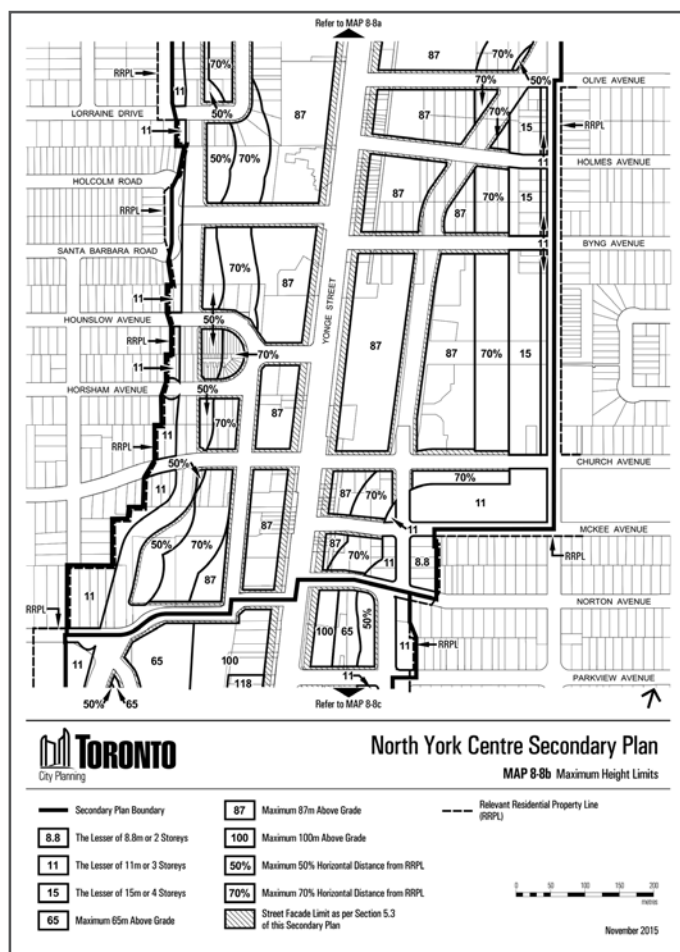 Refer to MAP 8-8a
70%
87
87
70%
50%
OLIVE AVENUE
RRPL
11
50%
LORRAINE DRIVE
11
87
70%
15
RRPL
50%
70%
87
11
HOLMES AVENUE
HOLCOLM ROAD
RRPL
87
87
70%
15
SANTA BARBARA ROAD
11
BYNG AVENUE
70%
87
11
50%
HOUNSLOW AVENUE
RRPL
70%
YONGE STREET
87
87
70%
15
11
HORSHAM AVENUE
50%
11
70%
87
RRPL
50%
CHURCH AVENUE
11
87
70%
70%
11
87
11
MCKEE AVENUE
50%
70%
87
70%
11
8.8
RRPL
87
11
RRPL
NORTON AVENUE
11
65
100
100
65
50%
11
RRPL
118
11
PARKVIEW AVENUE
50%
65
Refer to MAP 8-8c
TORONTO
City Planning
North York Centre Secondary Plan
MAP 8-8b Maximum Height Limits
Secondary Plan Boundary
8.8 The Lesser of 8.8m or 2 Storeys
11 The Lesser of 11m or 3 Storeys
15 The Lesser of 15m or 4 Storeys
65 Maximum 65m Above Grade
87 Maximum 87m Above Grade
100 Maximum 100m Above Grade
50% Maximum 50% Horizontal Distance from RRPL
70% Maximum 70% Horizontal Distance from RRPL
Street Facade Limit as per Section 5.3
of this Secondary Plan
Relevant Residential Property Line
(RRPL)
0 50 100 150 200
metres
November 2015